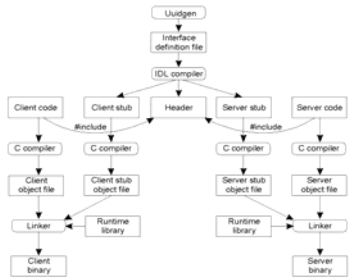 Uuidgen
Interface
definition file
IDL compiler
Client code
Client stub
Header
Server stub
Server code
#include
#include
C compiler
C compiler
C compiler
C compiler
Client
object file
Client stub
object file
Server stub
object file
Server
object file
Linker
Runtime
library
Runtime
library
Linker
Client
binary
Server
binary